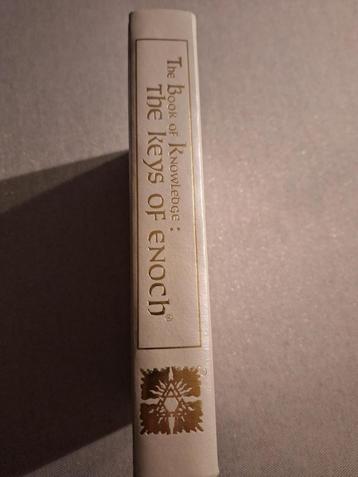 The Book of Knowledge:
The Keys of Enoch®